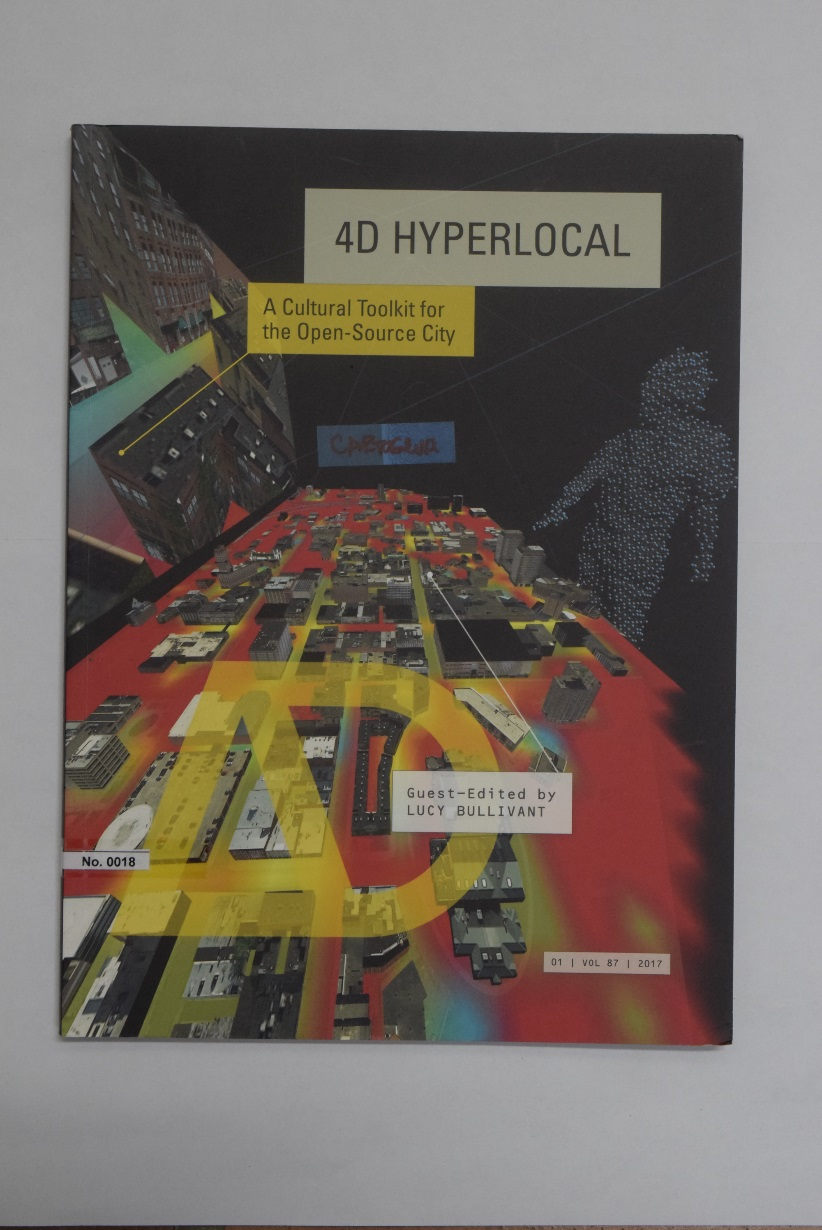 4D HYPERLOCAL
A Cultural Toolkit for
the Open-Source City
AD
Guest-Edited by
LUCY BULLIVANT
No. 0018
01 | VOL 87 | 2017